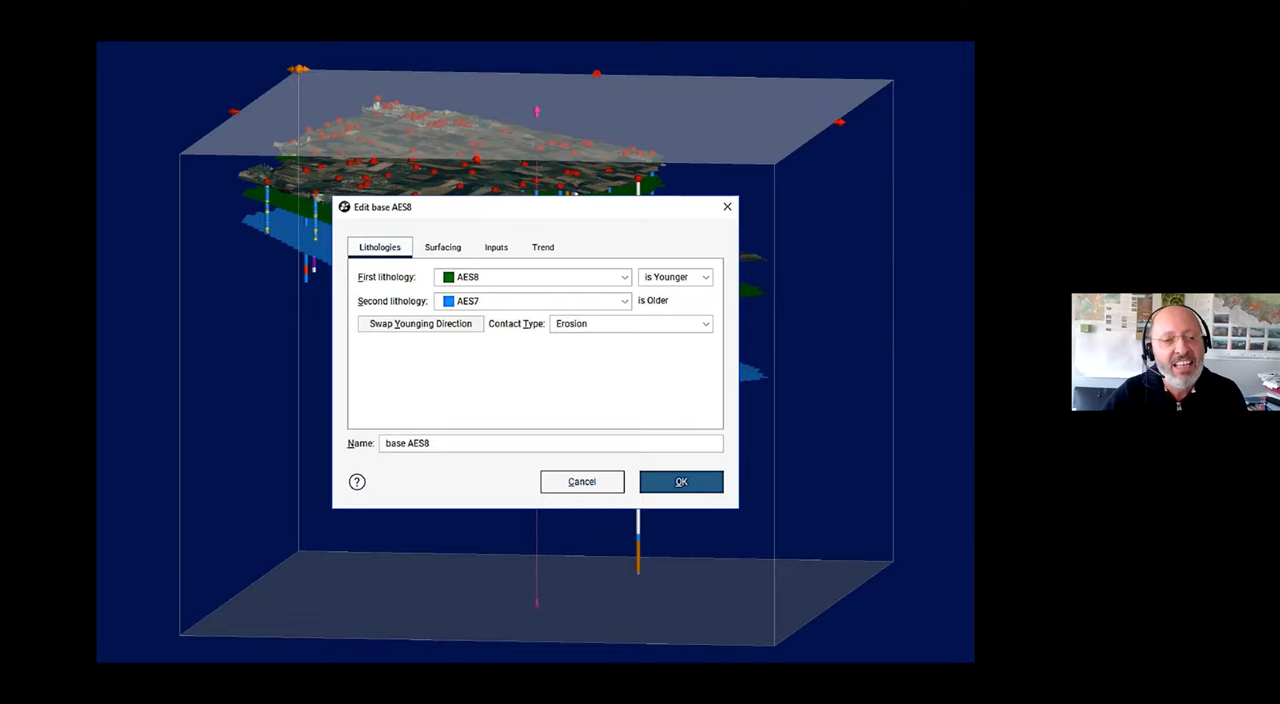 Edit base AES8
Lithologies Surfacing Inputs Trend
First lithology: AES8 is Younger
Second lithology: AES7 is Older
Swap Younging Direction Contact Type: Erosion
Name: base AES8
? Cancel OK